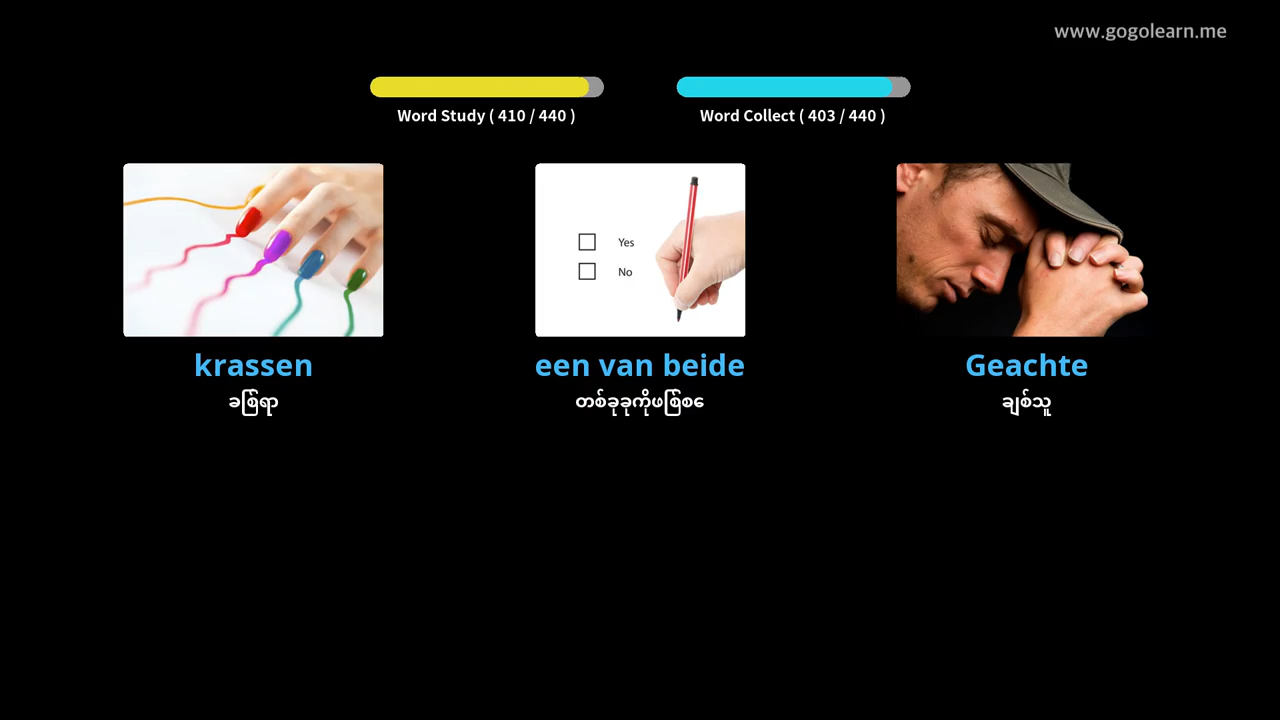 www.gogolearn.me
Word Study ( 410 / 440 )
Word Collect ( 403 / 440 )
Yes
No
krassen
een van beide
Geachte
ခြစ်ရာ
တစ်ခုခုကိုဖြစ်စေ
ချစ်သူ